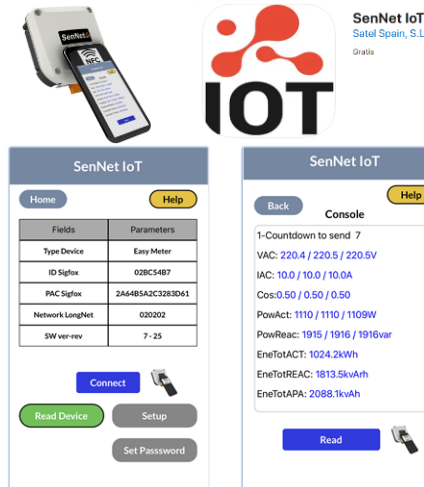 SenNet
NFC
IOT
SenNet IoT
Satel Spain, S.L
Gratis
SenNet IoT
Home
Help
Fields Parameters
Type Device Easy Meter
ID Sigfox 02BC54B7
PAC Sigfox 2A64B5A2C3283D61
Network LongNet 020202
SW ver-rev 7 - 25
Connect
Read Device
Setup
Set Passsword
SenNet IoT
Back
Help
Console
1-Countdown to send 7
VAC: 220.4 / 220.5 / 220.5V
IAC: 10.0 / 10.0 / 10.0A
Cos:0.50 / 0.50 / 0.50
PowAct: 1110 / 1110 / 1109W
PowReac: 1915 / 1916 / 1916var
EneTotACT: 1024.2kWh
EneTotREAC: 1813.5kvArh
EneTotAPA: 2088.1kvAh
Read